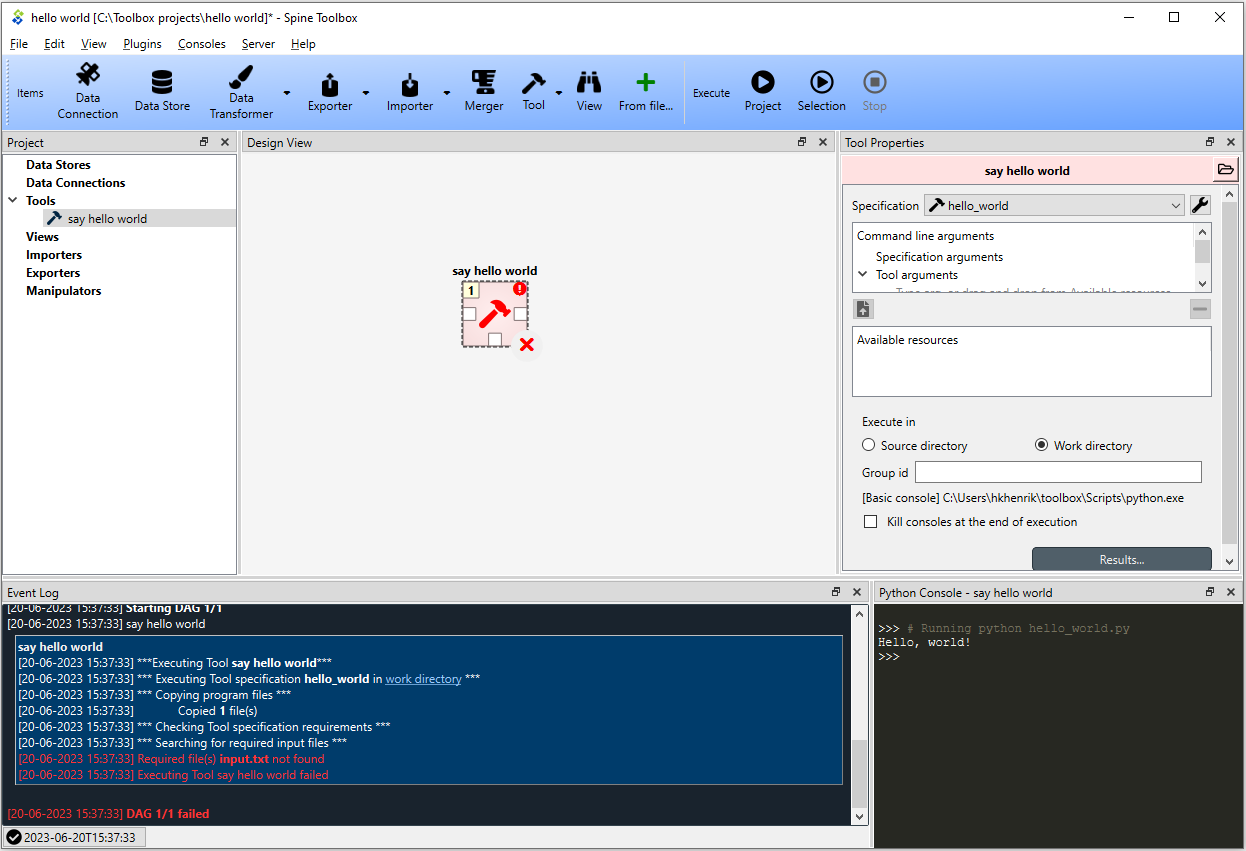 hello world [C:\Toolbox projects\hello world]* - Spine Toolbox
File Edit View Plugins Consoles Server Help
Items
Data Connection
Data Store
Data Transformer
Exporter
Importer
Merger
Tool
View
From file...
Execute
Project
Selection
Stop
Project
Data Stores
Data Connections
Tools
say hello world
Views
Importers
Exporters
Manipulators
Design View
say hello world
1
Tool Properties
say hello world
Specification hello_world
Command line arguments
Specification arguments
Tool arguments
Type arg, or drag and drop from Available resources...
Available resources
Execute in
Source directory Work directory
Group id
[Basic console] C:\Users\hkhenrik\toolbox\Scripts\python.exe
Kill consoles at the end of execution
Results...
Event Log
[20-06-2023 15:37:33] Starting DAG 1/1
[20-06-2023 15:37:33] say hello world
say hello world
[20-06-2023 15:37:33] ***Executing Tool say hello world***
[20-06-2023 15:37:33] *** Executing Tool specification hello_world in work directory ***
[20-06-2023 15:37:33] *** Copying program files ***
[20-06-2023 15:37:33] Copied 1 file(s)
[20-06-2023 15:37:33] *** Checking Tool specification requirements ***
[20-06-2023 15:37:33] *** Searching for required input files ***
[20-06-2023 15:37:33] Required file(s) input.txt not found
[20-06-2023 15:37:33] Executing Tool say hello world failed
[20-06-2023 15:37:33] DAG 1/1 failed
2023-06-20T15:37:33
Python Console - say hello world
>>> # Running python hello_world.py
Hello, world!
>>>